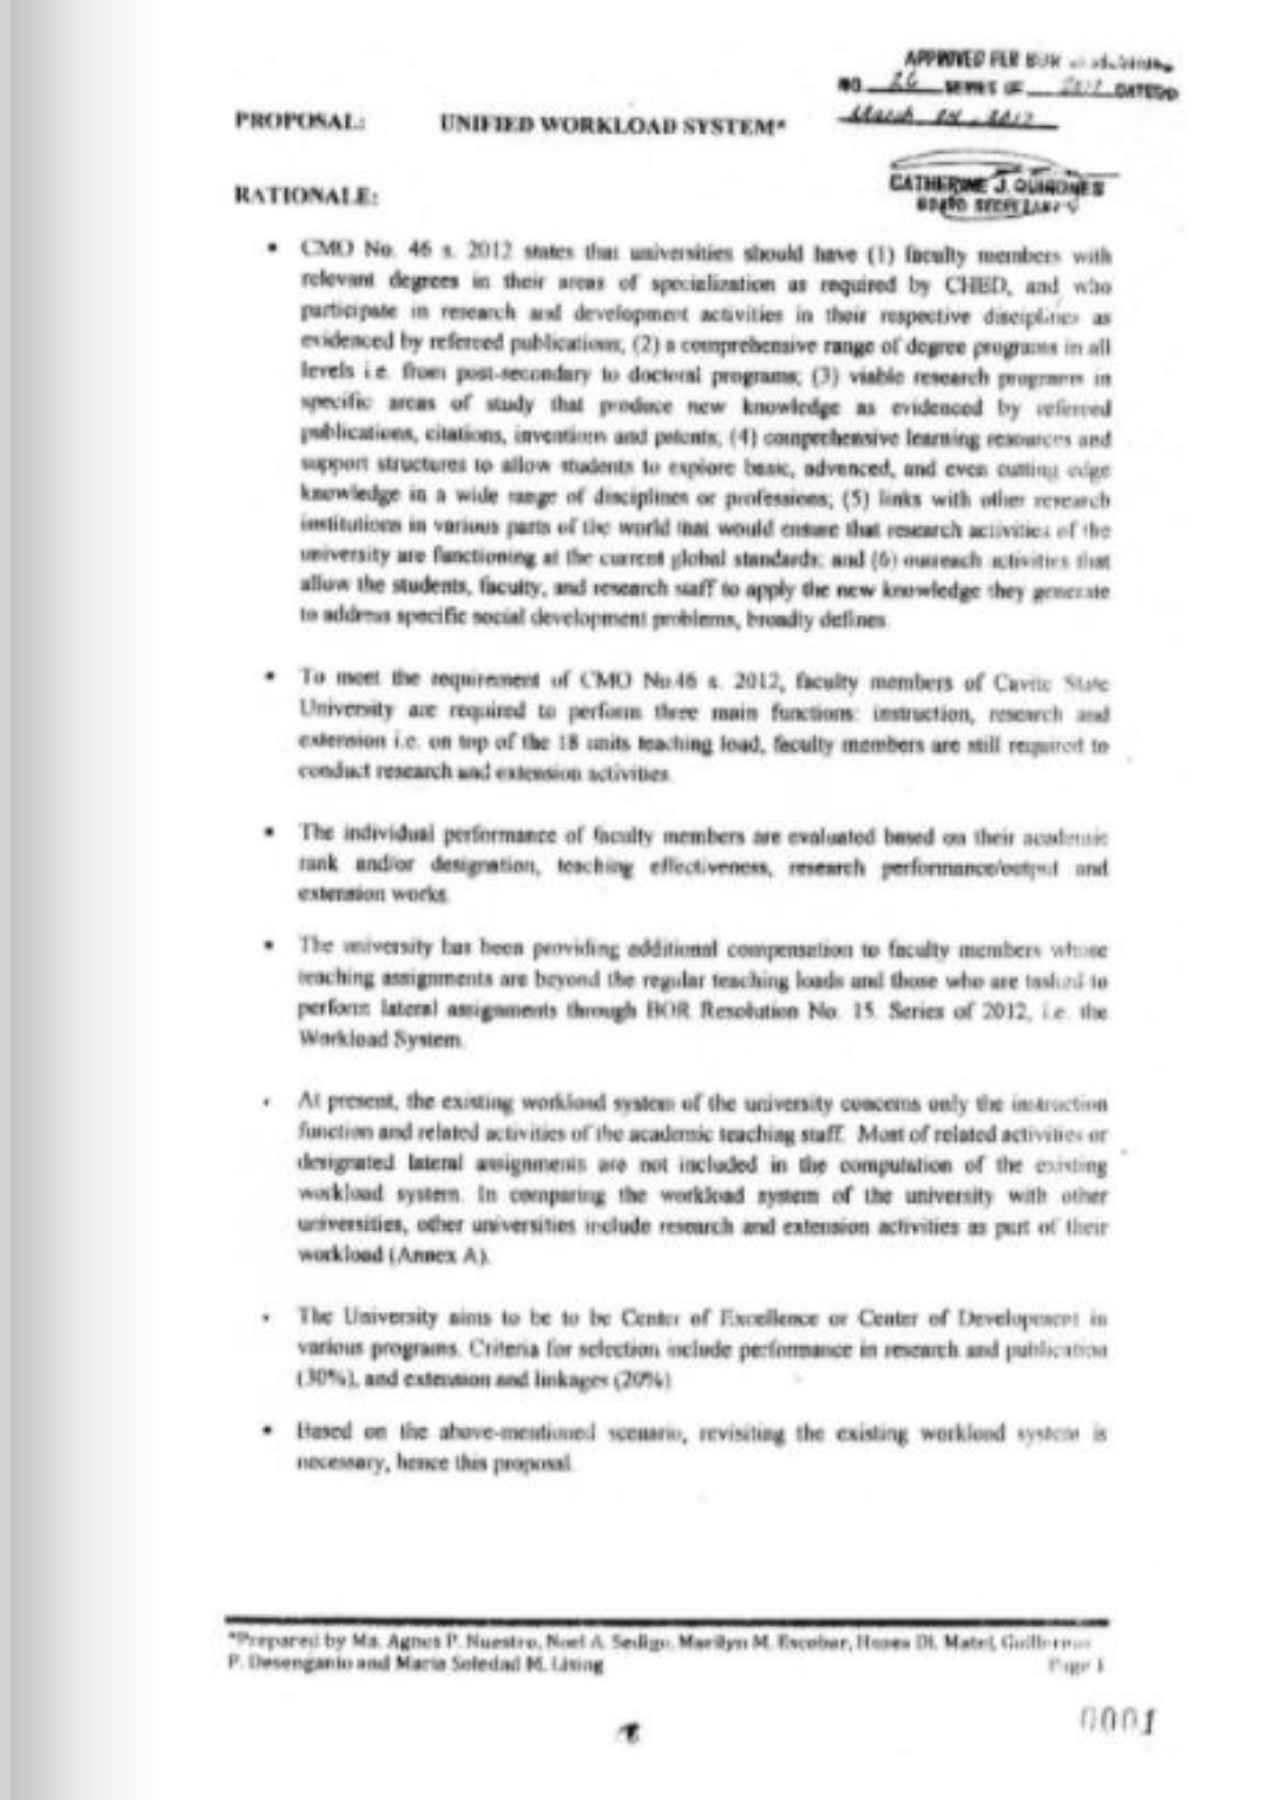 APPROVED PER BOR
NO. 26 SERIES OF 2017 DATED
March 24, 2017
PROPOSAL: UNIFIED WORKLOAD SYSTEM*
CATHERINE J. QUIRONES
BOARD SECRETARY V
RATIONALE:
• CMO No. 46 s. 2012 states that universities should have (1) faculty members with
relevant degrees in their areas of specialization as required by CHED, and who
participate in research and development activities in their respective disciplines as
evidenced by refereed publications; (2) a comprehensive range of degree programs in all
levels i.e. from post-secondary to doctoral programs; (3) viable research programs in
specific areas of study that produce new knowledge as evidenced by refereed
publications, citations, inventions and patents; (4) comprehensive learning resources and
support structures to allow students to explore basic, advanced, and even cutting edge
knowledge in a wide range of disciplines or professions; (5) links with other research
institutions in various parts of the world that would ensure that research activities of the
university are functioning at the current global standards; and (6) outreach activities that
allow the students, faculty, and research staff to apply the new knowledge they generate
to address specific social development problems, broadly defines.
• To meet the requirement of CMO No.46 s. 2012, faculty members of Cavite State
University are required to perform three main functions: instruction, research and
extension i.e. on top of the 18 units teaching load, faculty members are still required to
conduct research and extension activities.
• The individual performance of faculty members are evaluated based on their academic
rank and/or designation, teaching effectiveness, research performance/output and
extension works.
• The university has been providing additional compensation to faculty members whose
teaching assignments are beyond the regular teaching loads and those who are tasked to
perform lateral assignments through BOR Resolution No. 15. Series of 2012, i.e. the
Workload System.
• At present, the existing workload system of the university concerns only the instruction
function and related activities of the academic teaching staff. Most of related activities or
designated lateral assignments are not included in the computation of the existing
workload system. In comparing the workload system of the university with other
universities, other universities include research and extension activities as part of their
workload (Annex A).
• The University aims to be to be Center of Excellence or Center of Development in
various programs. Criteria for selection include performance in research and publication
(30%), and extension and linkages (20%)
• Based on the above-mentioned scenario, revisiting the existing workload system is
necessary, hence this proposal.
*Prepared by Ma. Agnes P. Nuestro, Noel A. Sedigo, Marilyn M. Escobar, Hosea DL. Matel, Guillermo
P. Desenganio and Maria Soledad M. Lising Page 1
0001